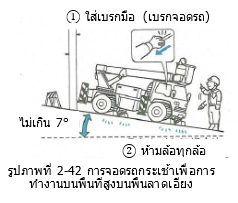 ① ใส่เบรกมือ (เบรกจอดรถ)
ไม่เกิน 7°
② ห้ามล้อทุกล้อ
รูปภาพที่ 2-42 การจอดรถกระเช้าเพื่อการ
ทำงานบนพื้นที่สูงบนพื้นลาดเอียง